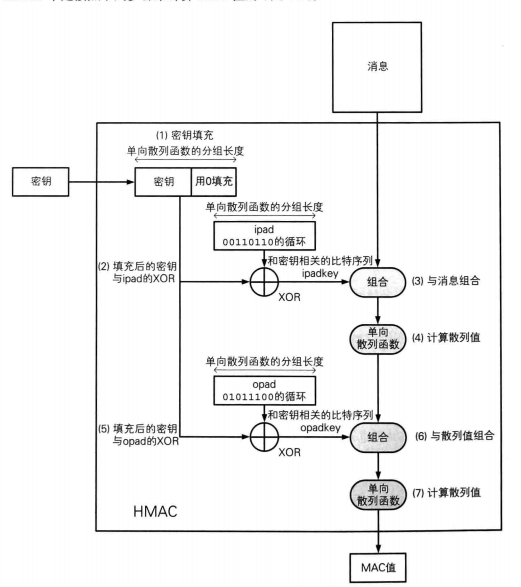 消息
(1) 密钥填充
单向散列函数的分组长度
密钥
密钥
用0填充
单向散列函数的分组长度
ipad
00110110的循环
(2) 填充后的密钥
与ipad的XOR
和密钥相关的比特序列
ipadkey
XOR
组合
(3) 与消息组合
单向
散列函数
(4) 计算散列值
单向散列函数的分组长度
opad
01011100的循环
(5) 填充后的密钥
与opad的XOR
和密钥相关的比特序列
opadkey
XOR
组合
(6) 与散列值组合
单向
散列函数
(7) 计算散列值
HMAC
MAC值